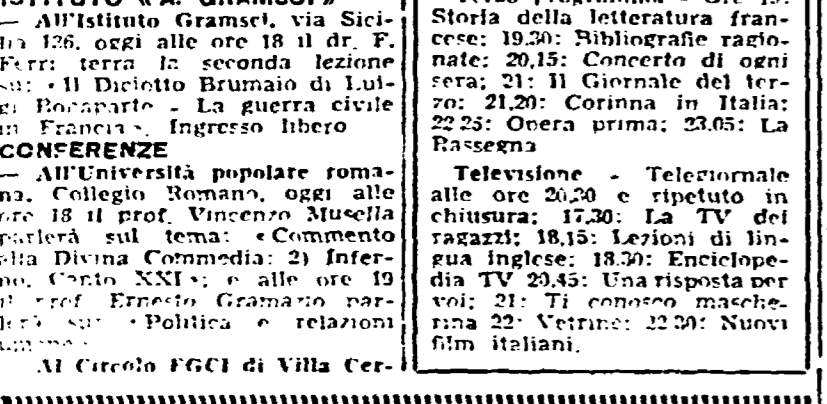 ISTITUTO «A. GRAMSCI»
— All'Istituto Gramsci, via Sici-
lia 136, oggi alle ore 18 il dr. F.
Ferri terrà la seconda lezione
su: «Il Diciotto Brumaio di Lui-
gi Bonaparte - La guerra civile
in Francia». Ingresso libero
CONFERENZE
— All'Università popolare roma-
na, Collegio Romano, oggi alle
ore 18 il prof. Vincenzo Musella
parlerà sul tema: «Commento
alla Divina Commedia: 2) Infer-
no, Canto XXI»; e alle ore 19
il prof. Ernesto Gramazio par-
lerà su: «Politica e relazioni
Al Circolo FGCI di Villa Cer-
Storia della letteratura fran-
cese; 19.30: Bibliografie ragio-
nate; 20,15: Concerto di ogni
sera; 21: Il Giornale del ter-
zo; 21,20: Corinna in Italia;
22.25: Opera prima; 23.05: La
Rassegna
Televisione - Telegiornale
alle ore 20,30 e ripetuto in
chiusura; 17,30: La TV dei
ragazzi; 18,15: Lezioni di lin-
gua inglese; 18.30: Enciclope-
dia TV 20,45: Una risposta per
voi; 21: Ti conosco masche-
rina 22: Vetrine; 22.30: Nuovi
film italiani.